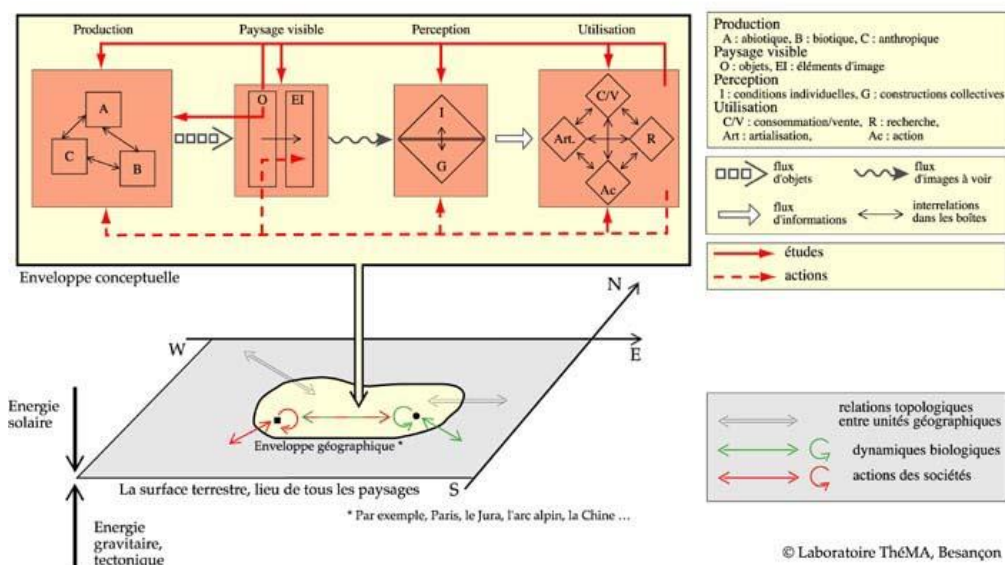 Production
Paysage visible
Perception
Utilisation
A
C
B
O
EI
I
G
C/V
Art.
R
Ac
Enveloppe conceptuelle
Production
A : abiotique, B : biotique, C : anthropique
Paysage visible
O : objets, EI : éléments d'image
Perception
I : conditions individuelles, G : constructions collectives
Utilisation
C/V : consommation/vente, R : recherche,
Art : artialisation, Ac : action
flux
d'objets
flux
d'images à voir
flux
d'informations
interrelations
dans les boîtes
études
actions
N
W
E
S
Energie
solaire
Enveloppe géographique *
La surface terrestre, lieu de tous les paysages
* Par exemple, Paris, le Jura, l'arc alpin, la Chine ...
Energie
gravitaire,
tectonique
relations topologiques
entre unités géographiques
dynamiques biologiques
actions des sociétés
© Laboratoire ThéMA, Besançon